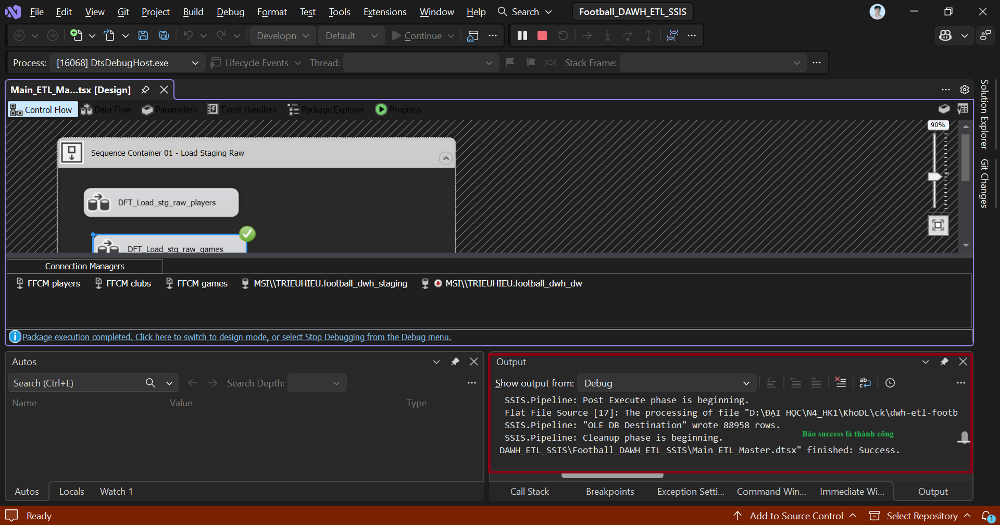 File Edit View Git Project Build Debug Format Test Tools Extensions Window Help Search Football_DAWH_ETL_SSIS
Developn Default Continue
Process: [16068] DtsDebugHost.exe Lifecycle Events Thread: Stack Frame:
Main_ETL_Ma...tsx [Design]
Control Flow Data Flow Parameters Event Handlers Package Explorer Progress
90%
Sequence Container 01 - Load Staging Raw
DFT_Load_stg_raw_players
DFT_Load_stg_raw_games
Connection Managers
FFCM players FFCM clubs FFCM games MSI\\TRIEUHIEU.football_dwh_staging MSI\\TRIEUHIEU.football_dwh_dw
Package execution completed. Click here to switch to design mode, or select Stop Debugging from the Debug menu.
Solution Explorer
Git Changes
Autos
Search (Ctrl+E) Search Depth:
Name Value Type
Autos Locals Watch 1
Output
Show output from: Debug
SSIS.Pipeline: Post Execute phase is beginning.
Flat File Source [17]: The processing of file "D:\ĐẠI HỌC\N4_HK1\KhoDL\ck\dwh-etl-footb
SSIS.Pipeline: "OLE DB Destination" wrote 88958 rows.
Báo success là thành công
SSIS.Pipeline: Cleanup phase is beginning.
_DAWH_ETL_SSIS\Football_DAWH_ETL_SSIS\Main_ETL_Master.dtsx" finished: Success.
Call Stack Breakpoints Exception Setti... Command Win... Immediate Wi... Output
Ready Add to Source Control Select Repository 1